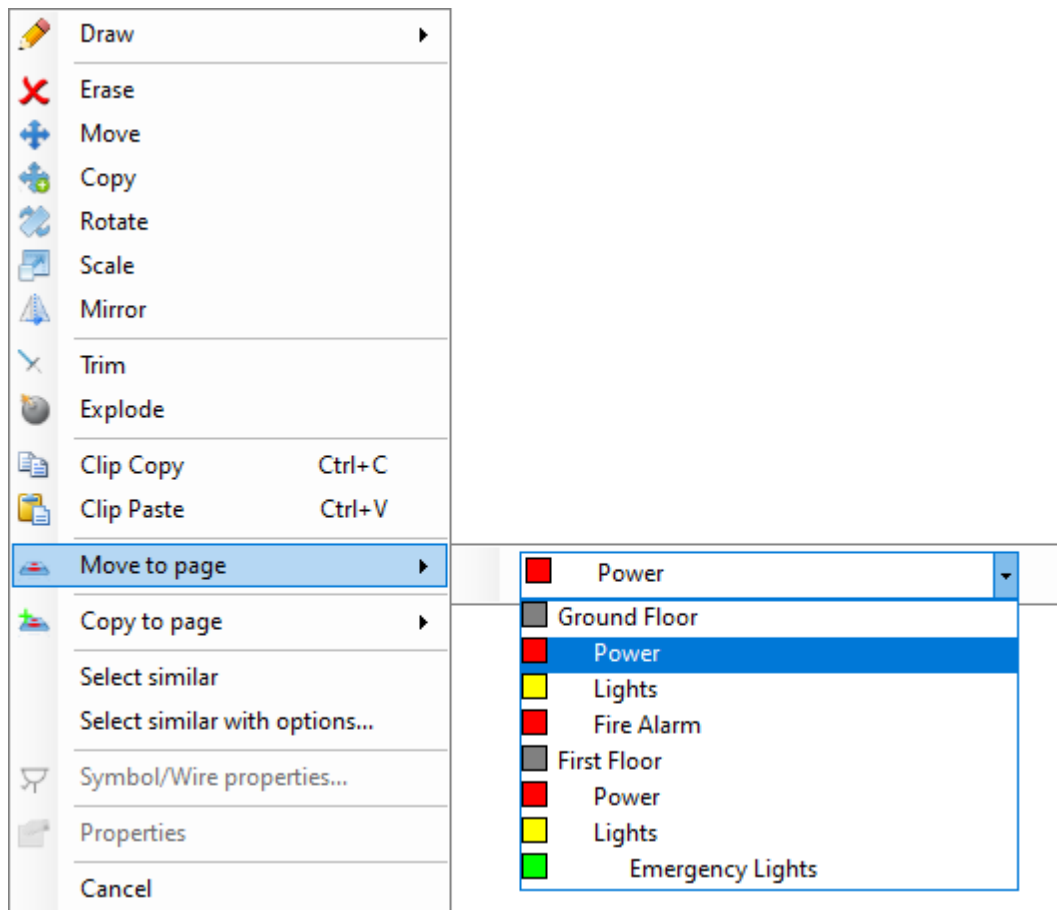 Draw
Erase
Move
Copy
Rotate
Scale
Mirror
Trim
Explode
Clip Copy Ctrl+C
Clip Paste Ctrl+V
Move to page
Copy to page
Select similar
Select similar with options...
Symbol/Wire properties...
Properties
Cancel
Power
Ground Floor
Power
Lights
Fire Alarm
First Floor
Power
Lights
Emergency Lights